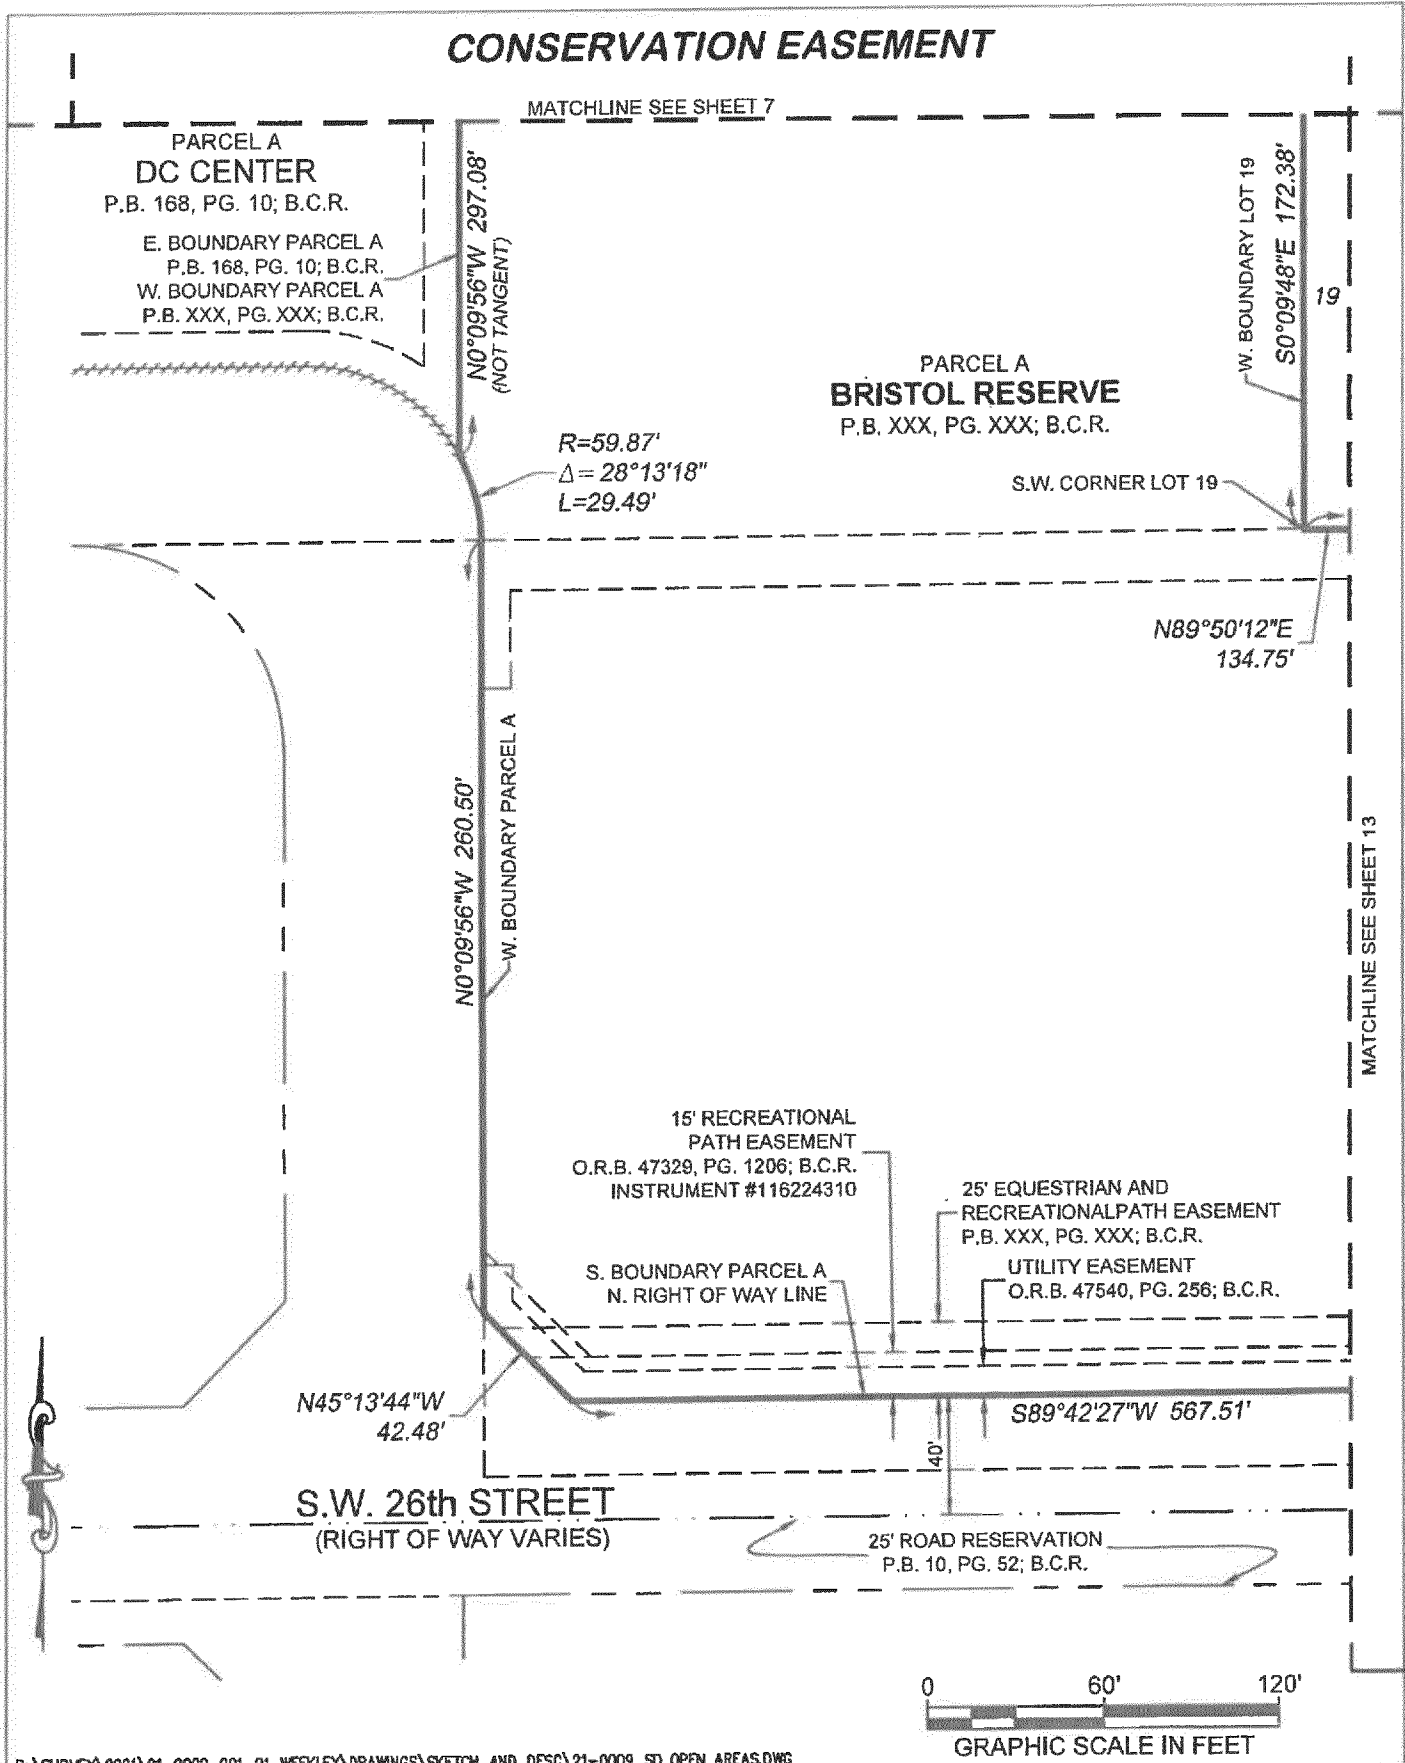 CONSERVATION EASEMENT
MATCHLINE SEE SHEET 7
PARCEL A
DC CENTER
P.B. 168, PG. 10; B.C.R.
E. BOUNDARY PARCEL A
P.B. 168, PG. 10; B.C.R.
W. BOUNDARY PARCEL A
P.B. XXX, PG. XXX; B.C.R.
N0°09'56"W 297.08'
(NOT TANGENT)
W. BOUNDARY LOT 19
S0°09'48"E 172.38'
19
PARCEL A
BRISTOL RESERVE
P.B. XXX, PG. XXX; B.C.R.
R=59.87'
Δ=28°13'18"
L=29.49'
S.W. CORNER LOT 19
N89°50'12"E
134.75'
N0°09'56"W 260.50'
W. BOUNDARY PARCEL A
MATCHLINE SEE SHEET 13
15' RECREATIONAL
PATH EASEMENT
O.R.B. 47329, PG. 1206; B.C.R.
INSTRUMENT #116224310
25' EQUESTRIAN AND
RECREATIONALPATH EASEMENT
P.B. XXX, PG. XXX; B.C.R.
UTILITY EASEMENT
O.R.B. 47540, PG. 256; B.C.R.
S. BOUNDARY PARCEL A
N. RIGHT OF WAY LINE
N45°13'44"W
42.48'
S89°42'27"W 567.51'
40'
S.W. 26th STREET
(RIGHT OF WAY VARIES)
25' ROAD RESERVATION
P.B. 10, PG. 52; B.C.R.
0 60' 120'
GRAPHIC SCALE IN FEET